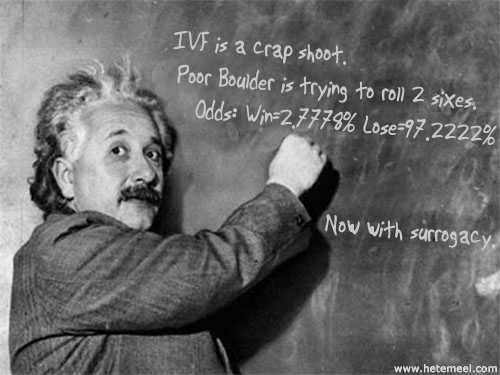 IVF is a crap shoot.
Poor Boulder is trying to roll 2 sixes.
Odds: Win=2.7778% Lose=97.2222%
Now with surrogacy
www.hetemeel.com